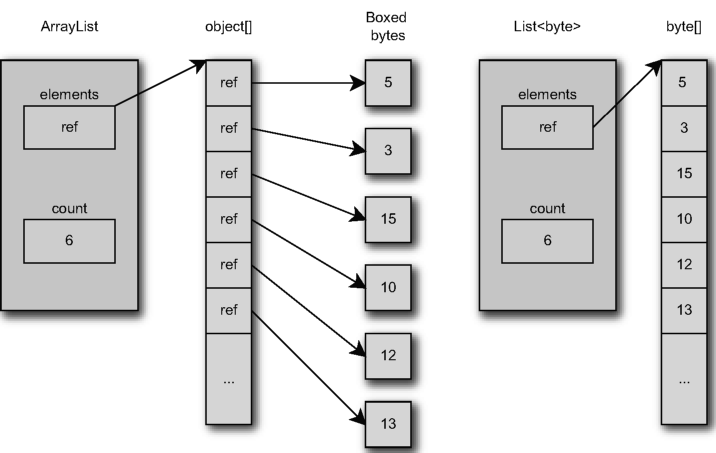 ArrayList
object[]
Boxed
bytes
List<byte>
byte[]
elements
ref
count
6
ref
ref
ref
ref
ref
ref
...
5
3
15
10
12
13
elements
ref
count
6
5
3
15
10
12
13
...